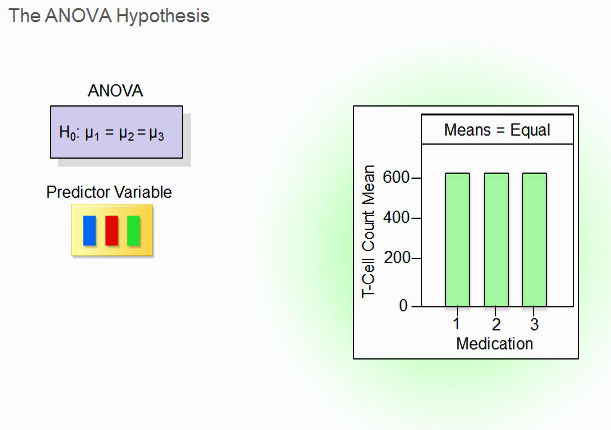 The ANOVA Hypothesis
ANOVA
H₀: μ₁ = μ₂ = μ₃
Predictor Variable
Means = Equal
T-Cell Count Mean
600
400
200
0
1 2 3
Medication